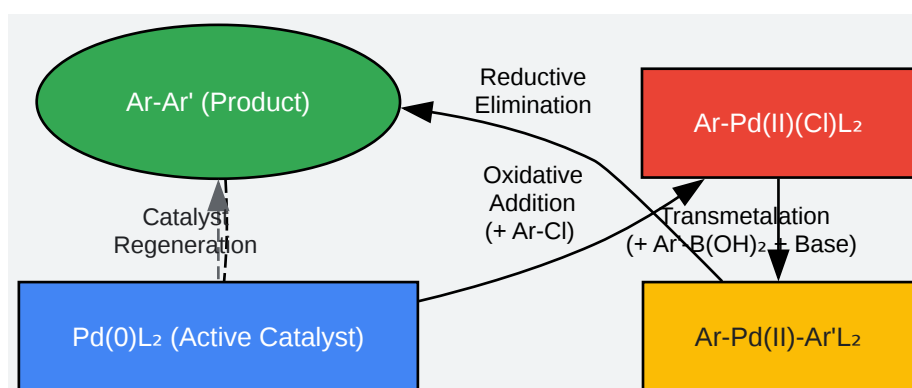 Ar-Ar' (Product)
Reductive
Elimination
Ar-Pd(II)(Cl)L₂
Oxidative
Addition
(+ Ar-Cl)
Catalyst
Regeneration
Transmetalation
(+ Ar'-B(OH)₂ + Base)
Pd(0)L₂ (Active Catalyst)
Ar-Pd(II)-Ar'L₂